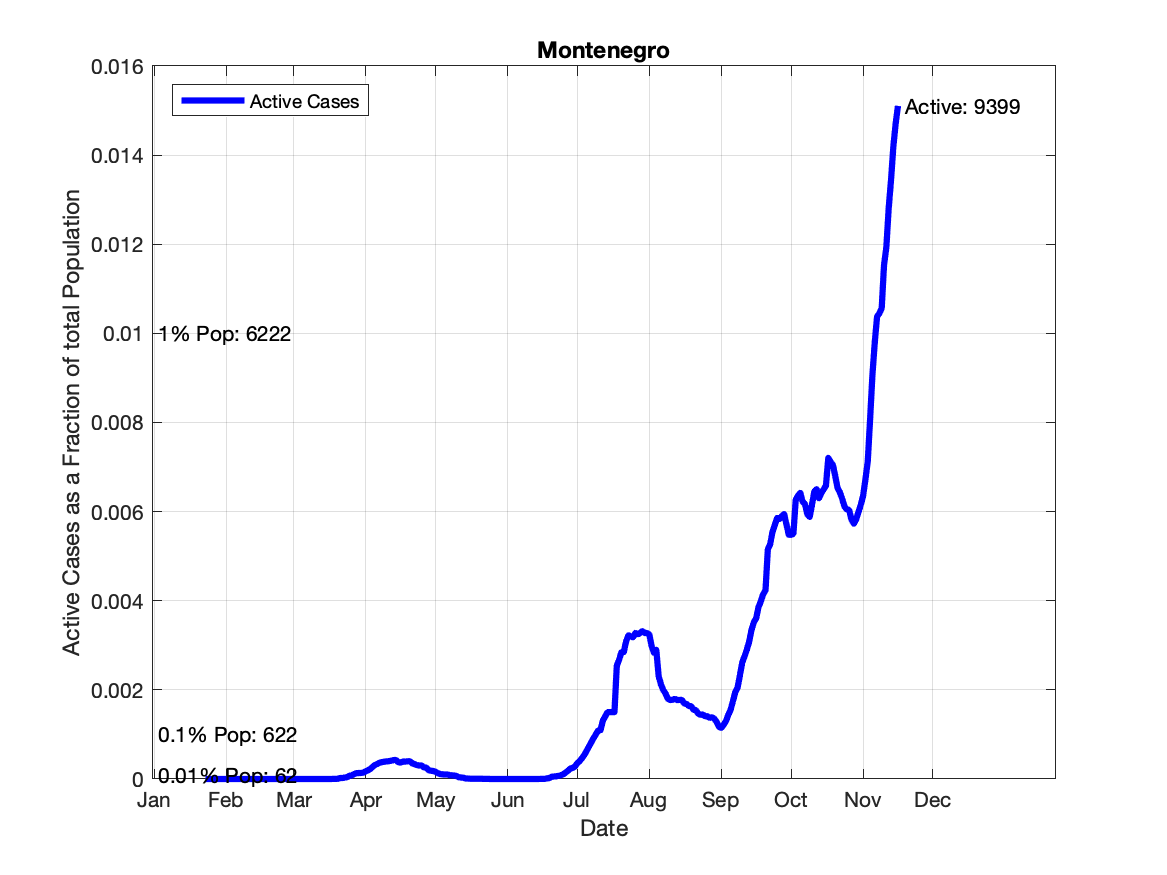 Montenegro
0.016
Active Cases
Active: 9399
0.014
0.012
0.01
1% Pop: 6222
0.008
0.006
0.004
0.002
0.1% Pop: 622
0
0.01% Pop: 62
Jan Feb Mar Apr May Jun Jul Aug Sep Oct Nov Dec
Date
Active Cases as a Fraction of total Population